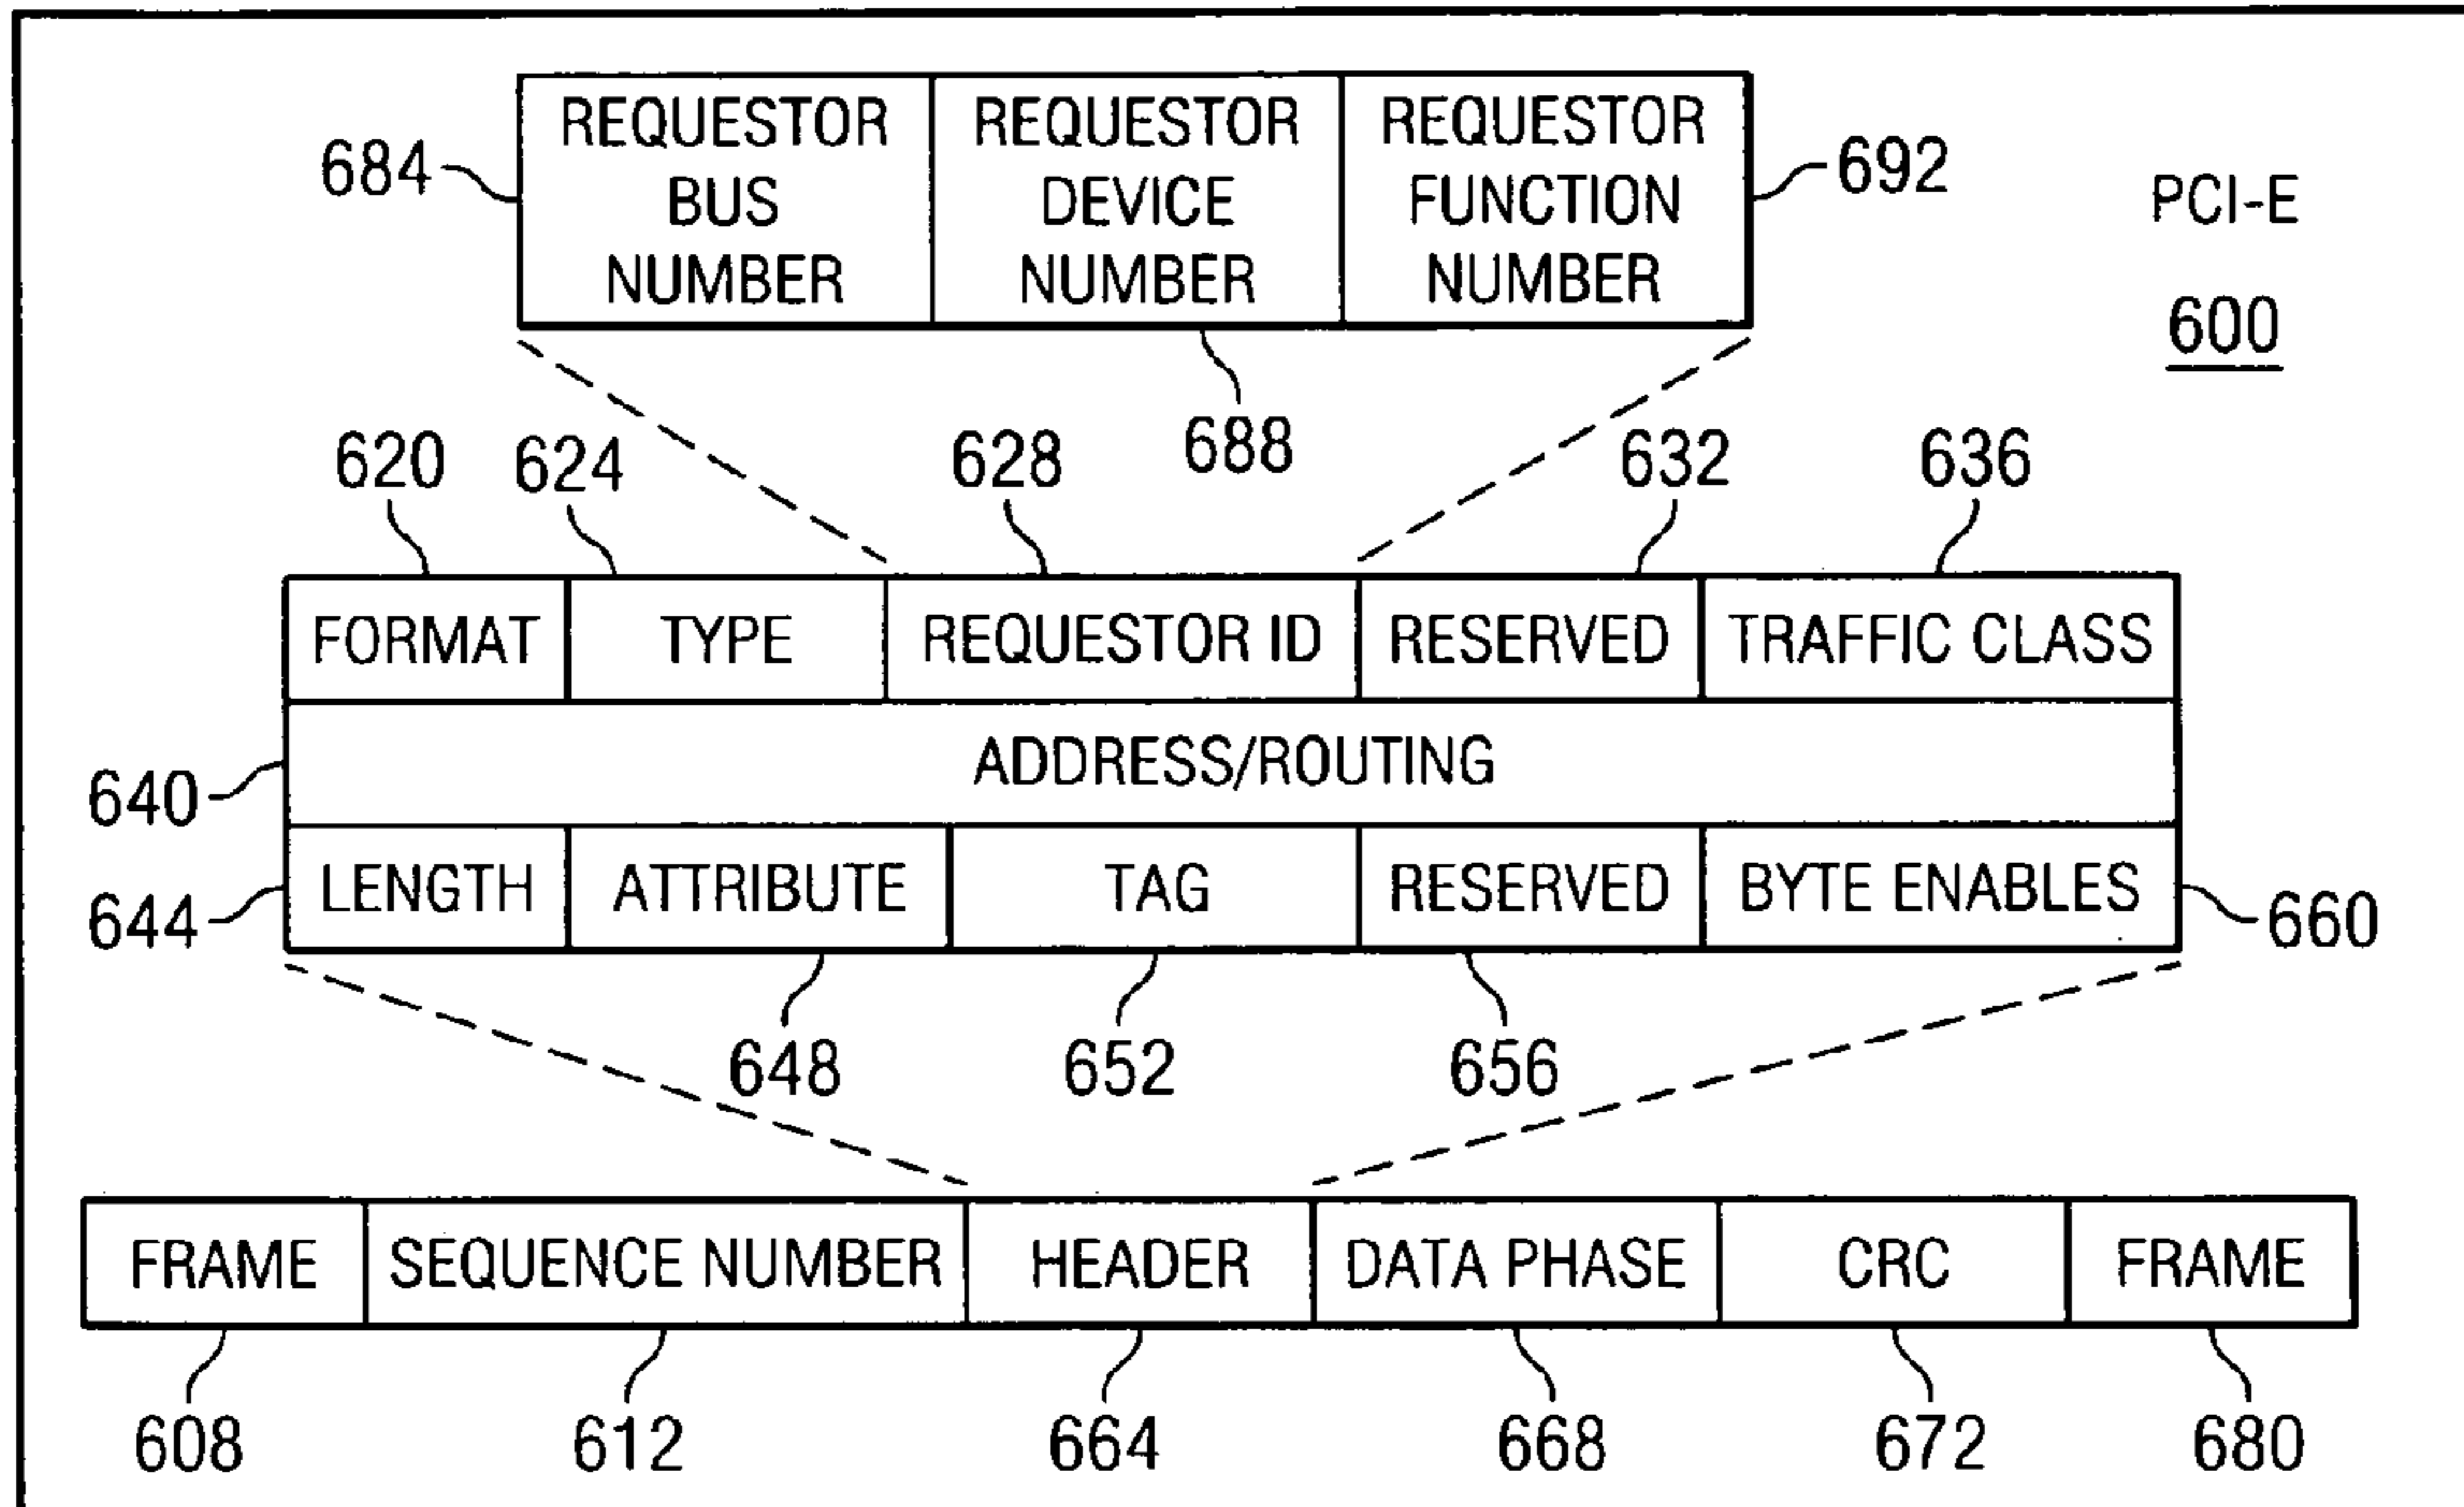 REQUESTOR BUS NUMBER
REQUESTOR DEVICE NUMBER
REQUESTOR FUNCTION NUMBER
684
692
688
PCI-E
600
620
624
628
632
636
FORMAT
TYPE
REQUESTOR ID
RESERVED
TRAFFIC CLASS
640
ADDRESS/ROUTING
644
LENGTH
ATTRIBUTE
TAG
RESERVED
BYTE ENABLES
660
648
652
656
FRAME
SEQUENCE NUMBER
HEADER
DATA PHASE
CRC
FRAME
608
612
664
668
672
680